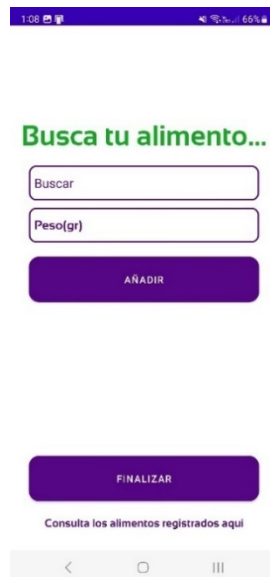 1:08 66%
Busca tu alimento...
Buscar
Peso(gr)
AÑADIR
FINALIZAR
Consulta los alimentos registrados aqui